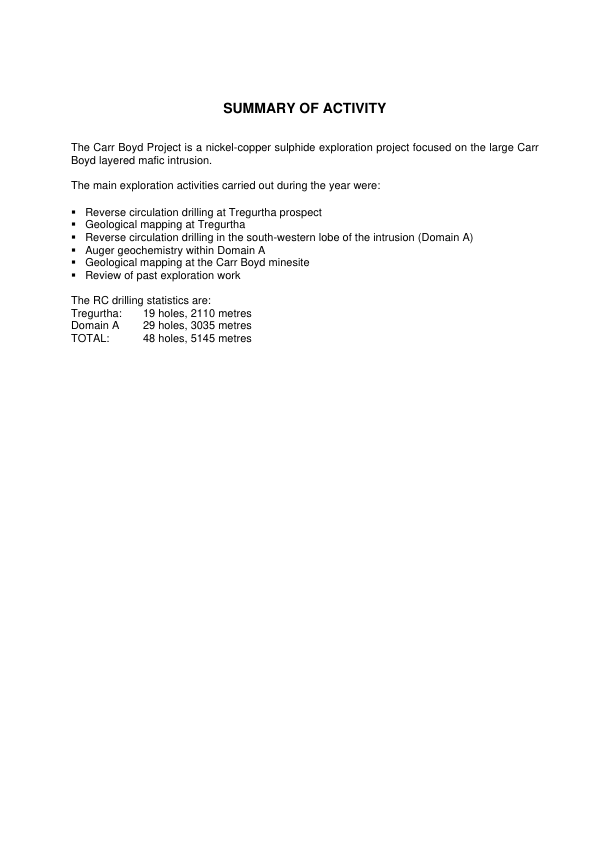 SUMMARY OF ACTIVITY
The Carr Boyd Project is a nickel-copper sulphide exploration project focused on the large Carr
Boyd layered mafic intrusion.
The main exploration activities carried out during the year were:
▪ Reverse circulation drilling at Tregurtha prospect
▪ Geological mapping at Tregurtha
▪ Reverse circulation drilling in the south-western lobe of the intrusion (Domain A)
▪ Auger geochemistry within Domain A
▪ Geological mapping at the Carr Boyd minesite
▪ Review of past exploration work
The RC drilling statistics are:
Tregurtha: 19 holes, 2110 metres
Domain A 29 holes, 3035 metres
TOTAL: 48 holes, 5145 metres